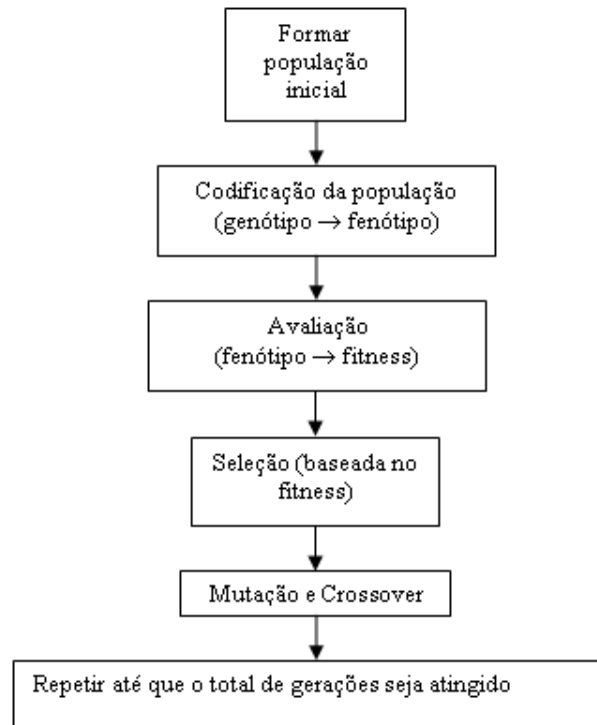 Formar
população
inicial
Codificação da população
(genótipo → fenótipo)
Avaliação
(fenótipo → fitness)
Seleção (baseada no
fitness)
Mutação e Crossover
Repetir até que o total de gerações seja atingido